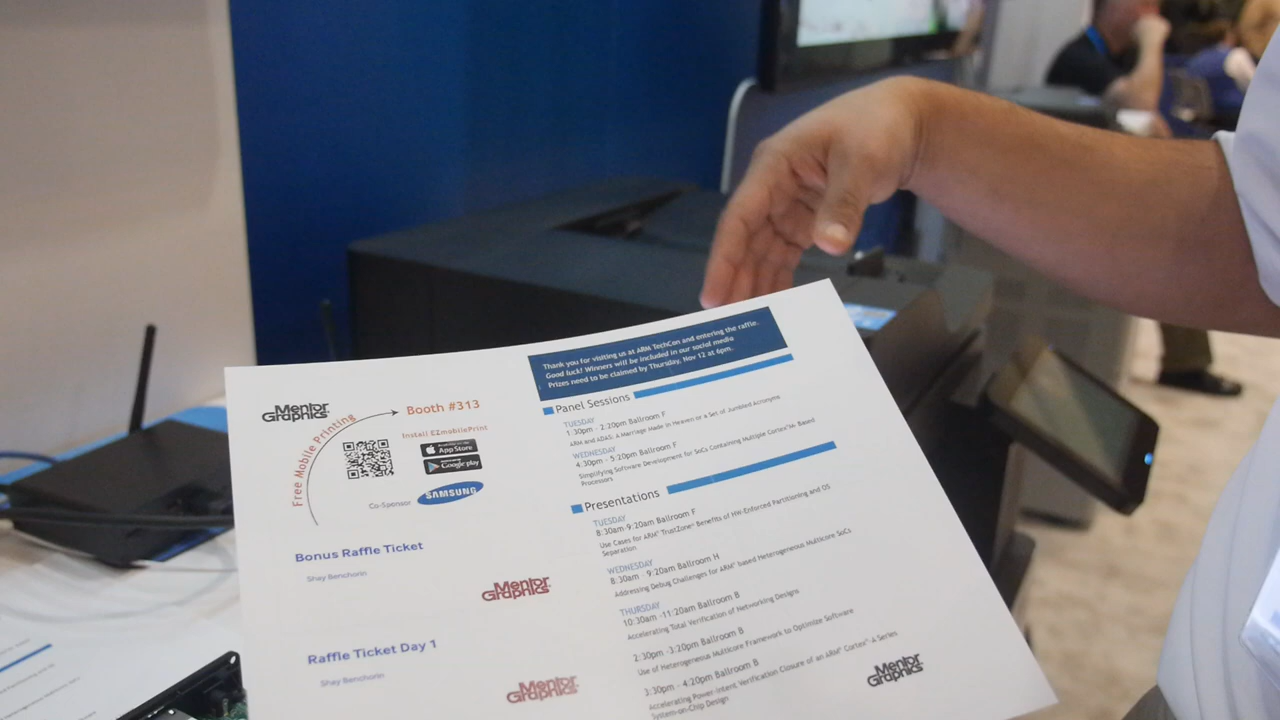 Mentor
Graphics
Free Mobile Printing
Booth #313
Install EZmobilePrint
App Store
Google play
Co-Sponsor
SAMSUNG
Bonus Raffle Ticket
Shay Benchorin
Mentor
Graphics
Raffle Ticket Day 1
Shay Benchorin
Mentor
Graphics
Thank you for visiting us at ARM TechCon and entering the raffle.
Good luck! Winners will be included in our social media
Prizes need to be claimed by Thursday, Nov 12 at 6pm.
Panel Sessions
TUESDAY
1:30pm - 2:20pm Ballroom F
ARM and ADAS: A Marriage Made in Heaven or a Set of Jumbled Acronyms
WEDNESDAY
4:30pm - 5:20pm Ballroom F
Simplifying Software Development for SoCs Containing Multiple Cortex™ Based
Processors
Presentations
TUESDAY
8:30am-9:20am Ballroom F
Use Cases for ARM® TrustZone® Benefits of HW-Enforced Partitioning and OS
Separation
WEDNESDAY
8:30am - 9:20am Ballroom H
Addressing Debug Challenges for ARM® based Heterogeneous Multicore SoCs
THURSDAY
10:30am -11:20am Ballroom B
Accelerating Total Verification of Networking Designs
2:30pm -3:20pm Ballroom B
Use of Heterogeneous Multicore Framework to Optimize Software
3:30pm - 4:20pm Ballroom B
Accelerating Power-intent Verification Closure of an ARM® Cortex®-A Series
System-on-Chip Design
Mentor
Graphics